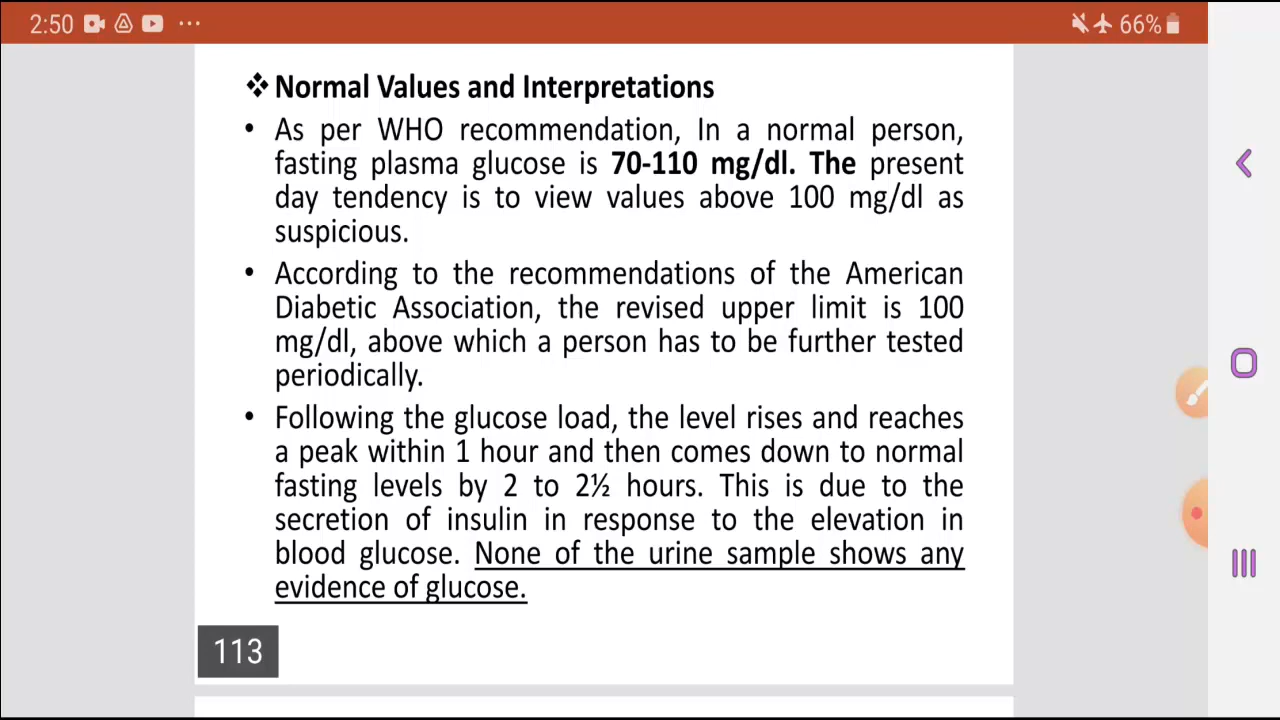 2:50
66%
❖ Normal Values and Interpretations
• As per WHO recommendation, In a normal person,
fasting plasma glucose is 70-110 mg/dl. The present
day tendency is to view values above 100 mg/dl as
suspicious.
• According to the recommendations of the American
Diabetic Association, the revised upper limit is 100
mg/dl, above which a person has to be further tested
periodically.
• Following the glucose load, the level rises and reaches
a peak within 1 hour and then comes down to normal
fasting levels by 2 to 2½ hours. This is due to the
secretion of insulin in response to the elevation in
blood glucose. None of the urine sample shows any
evidence of glucose.
113